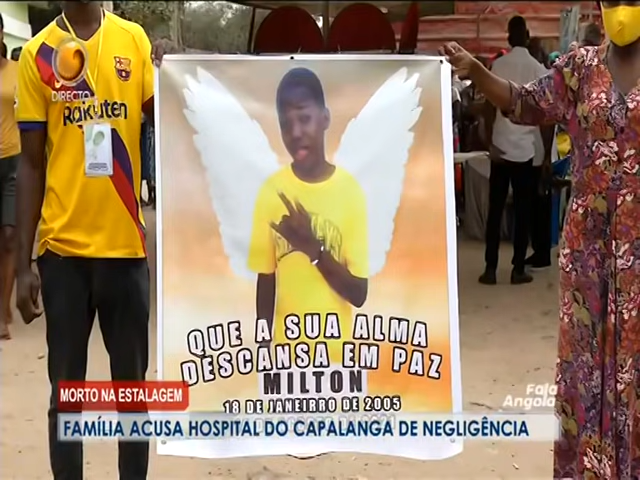 DIRECTO
Rakuten
QUE A SUA ALMA
DESCANSA EM PAZ
MILTON
18 DE JANEIRRO DE 2005
MORTO NA ESTALAGEM
FAMÍLIA ACUSA HOSPITAL DO CAPALANGA DE NEGLIGÊNCIA
Fala
Angola